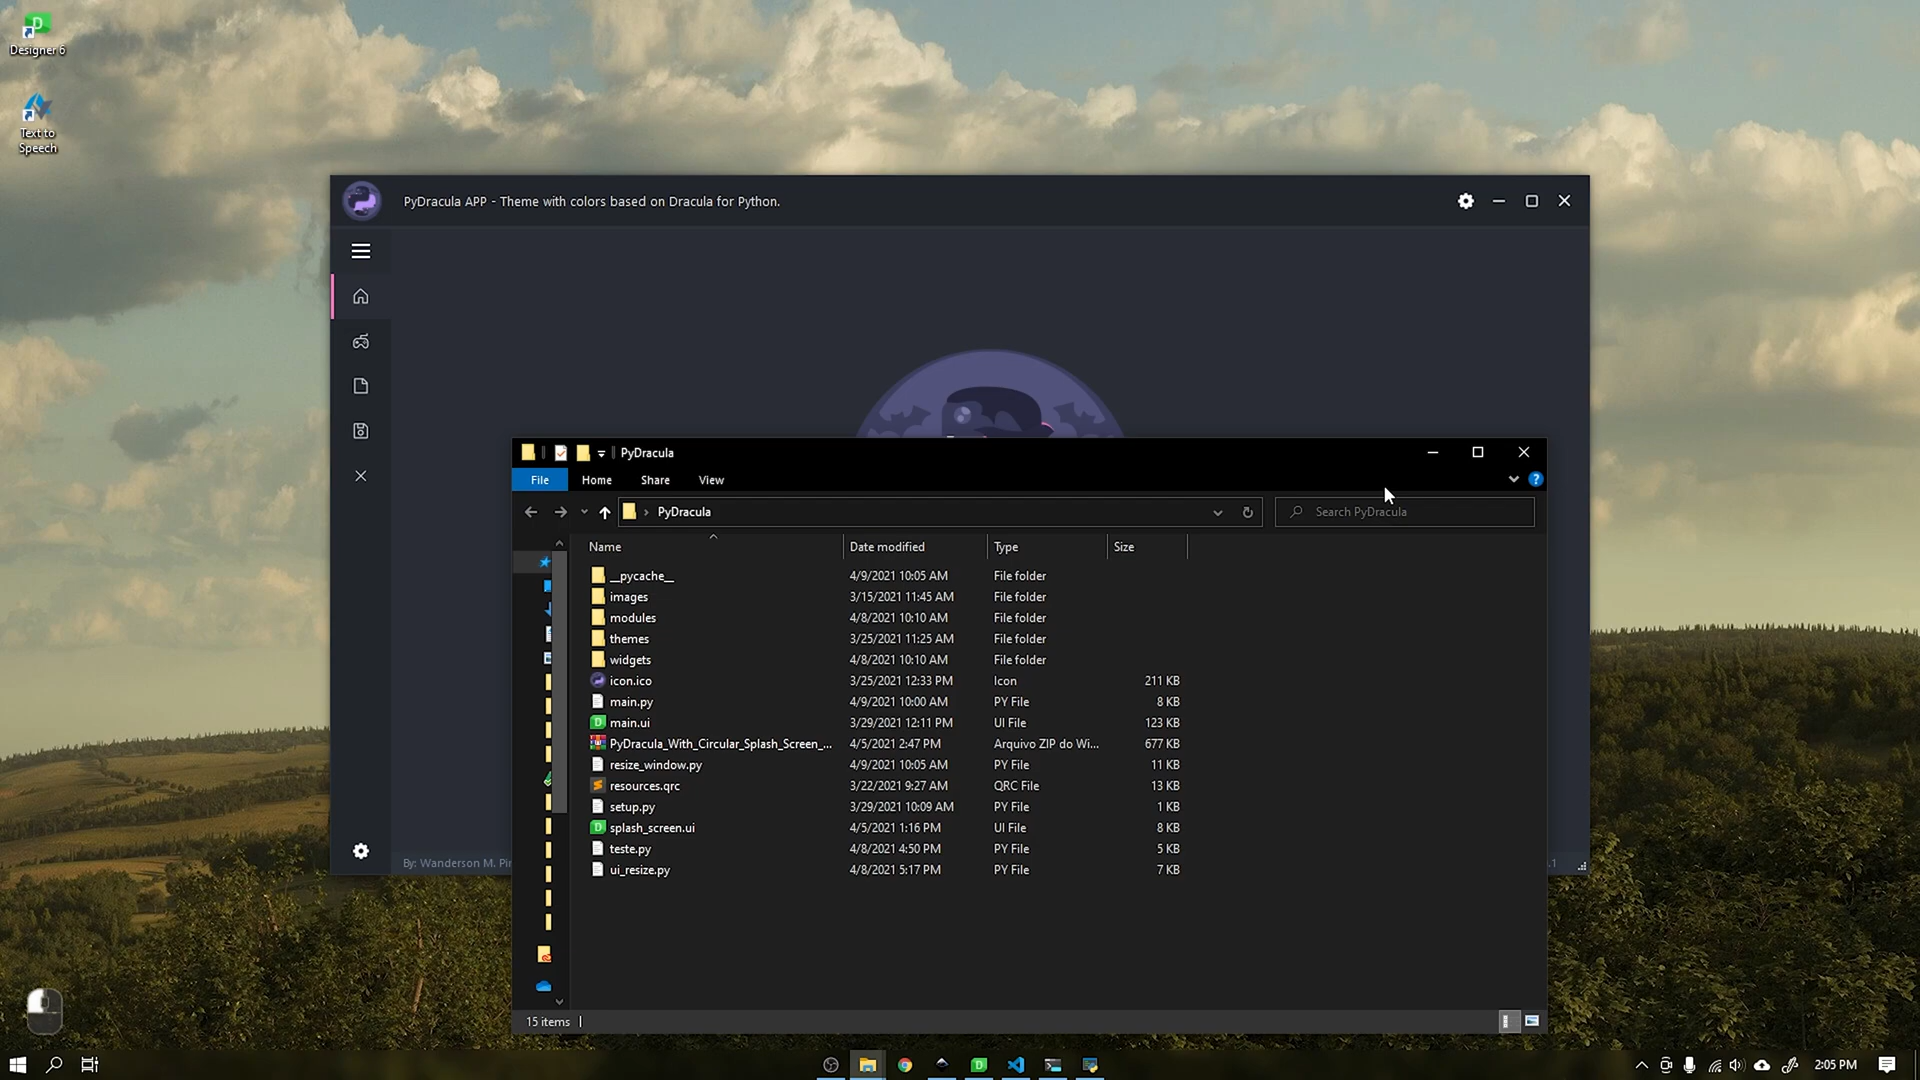 Designer 6
Text to
Speech
PyDracula APP - Theme with colors based on Dracula for Python.
PyDracula
File Home Share View
PyDracula
Search PyDracula
Name Date modified Type Size
__pycache__ 4/9/2021 10:05 AM File folder
images 3/15/2021 11:45 AM File folder
modules 4/8/2021 10:10 AM File folder
themes 3/25/2021 11:25 AM File folder
widgets 4/8/2021 10:10 AM File folder
icon.ico 3/25/2021 12:33 PM Icon 211 KB
main.py 4/9/2021 10:00 AM PY File 8 KB
main.ui 3/29/2021 12:11 PM UI File 123 KB
PyDracula_With_Circular_Splash_Screen_... 4/5/2021 2:47 PM Arquivo ZIP do Wi... 677 KB
resize_window.py 4/9/2021 10:05 AM PY File 11 KB
resources.qrc 3/22/2021 9:27 AM QRC File 13 KB
setup.py 3/29/2021 10:09 AM PY File 1 KB
splash_screen.ui 4/5/2021 1:16 PM UI File 8 KB
teste.py 4/8/2021 4:50 PM PY File 5 KB
ui_resize.py 4/8/2021 5:17 PM PY File 7 KB
By: Wanderson M. .1
15 items
2:05 PM